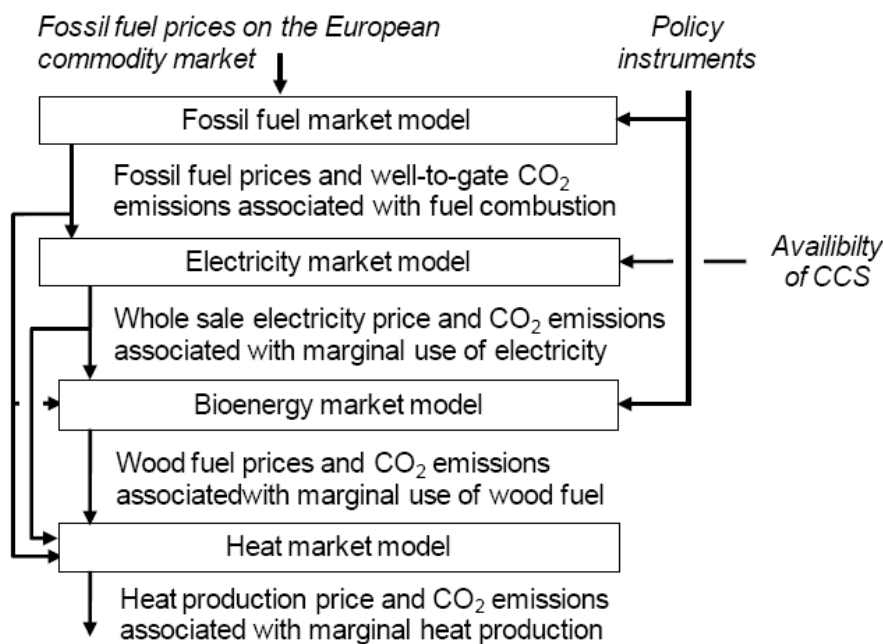 Fossil fuel prices on the European
commodity market
Policy
instruments
Fossil fuel market model
Fossil fuel prices and well-to-gate CO₂
emissions associated with fuel combustion
Electricity market model
Availibilty
of CCS
Whole sale electricity price and CO₂ emissions
associated with marginal use of electricity
Bioenergy market model
Wood fuel prices and CO₂ emissions
associatedwith marginal use of wood fuel
Heat market model
Heat production price and CO₂ emissions
associated with marginal heat production